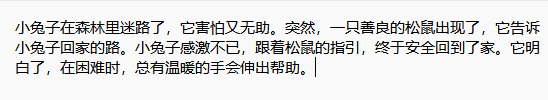 小兔子在森林里迷路了，它害怕又无助。突然，一只善良的松鼠出现了，它告诉
小兔子回家的路。小兔子感激不已，跟着松鼠的指引，终于安全回到了家。它明
白了，在困难时，总有温暖的手会伸出帮助。